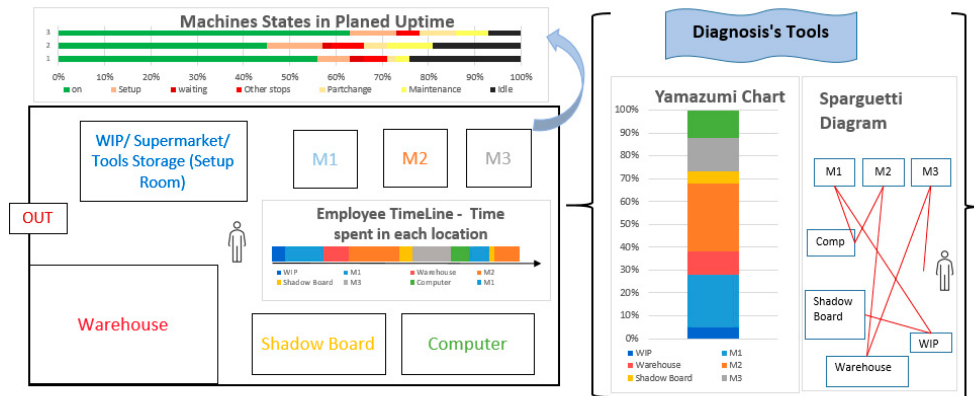 Machines States in Planed Uptime
3
2
1
0% 10% 20% 30% 40% 50% 60% 70% 80% 90% 100%
on Setup waiting Other stops Partchange Maintenance Idle
WIP/ Supermarket/
Tools Storage (Setup
Room)
M1
M2
M3
OUT
Employee TimeLine - Time
spent in each location
WIP M1 Warehouse M2
Shadow Board M3 Computer M1
Warehouse
Shadow Board
Computer
Diagnosis's Tools
Yamazumi Chart
100%
90%
80%
70%
60%
50%
40%
30%
20%
10%
0%
WIP M1
Warehouse M2
Shadow Board M3
Sparguetti
Diagram
M1
M2
M3
Comp
Shadow
Board
WIP
Warehouse